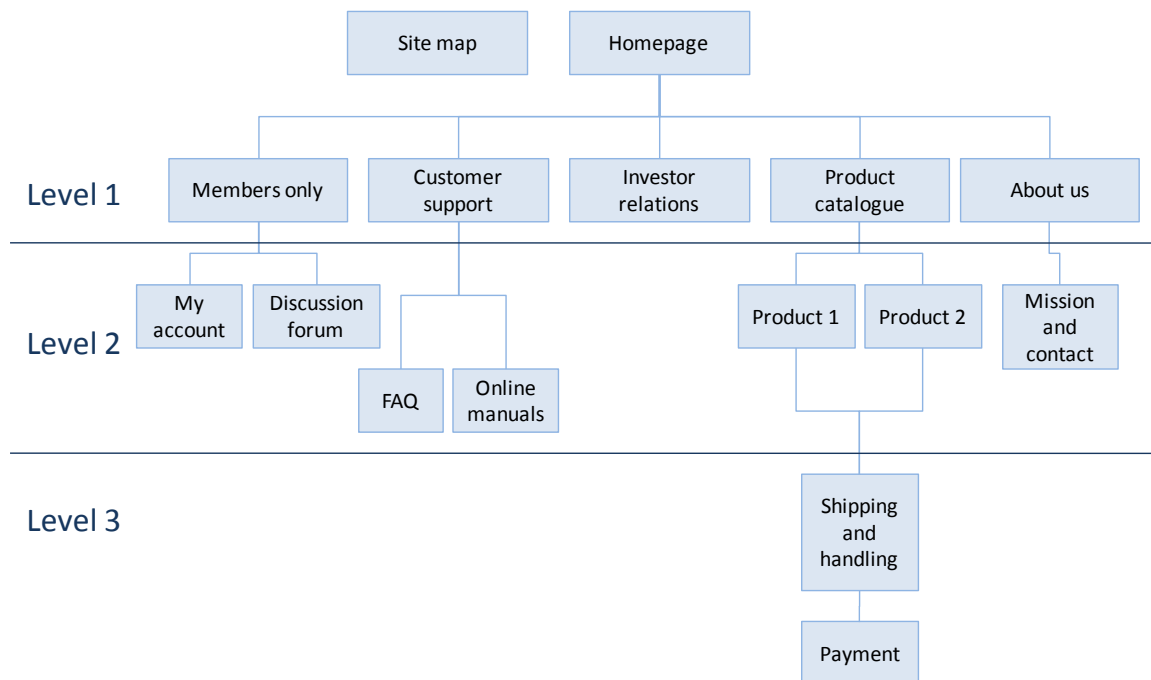 Site map
Homepage
Level 1
Members only
Customer
support
Investor
relations
Product
catalogue
About us
Level 2
My
account
Discussion
forum
FAQ
Online
manuals
Product 1
Product 2
Mission
and
contact
Level 3
Shipping
and
handling
Payment